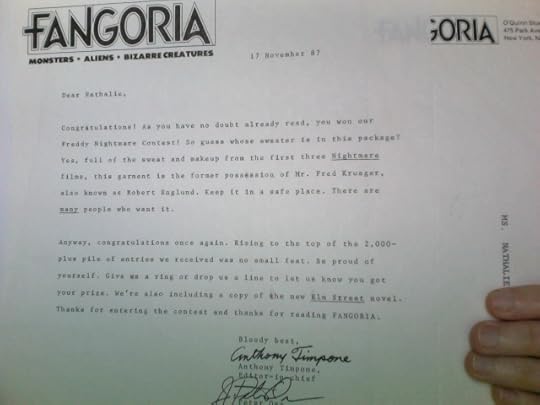 FANGORIA
MONSTERS • ALIENS • BIZARRE CREATURES
GORIA
475 Park Ave
New York, N
17 November 87
Dear Nathalie,
Congratulations! As you have no doubt already read, you won our
Freddy Nightmare Contest! So guess whose sweater is in this package?
Yes, full of the sweat and makeup from the first three Nightmare
films, this garment is the former possession of Mr. Fred Krueger,
also known as Robert Englund. Keep it in a safe place. There are
many people who want it.
Anyway, congratulations once again. Rising to the top of the 2,000-
plus pile of entries we received was no small feat. Be proud of
yourself. Give me a ring or drop us a line to let us know you got
your prize. We're also including a copy of the new Elm Street novel.
Thanks for entering the contest and thanks for reading FANGORIA.
Bloody best,
Anthony Timpone
Anthony Timpone,
Editor-in-chief
MS. NATHALIE